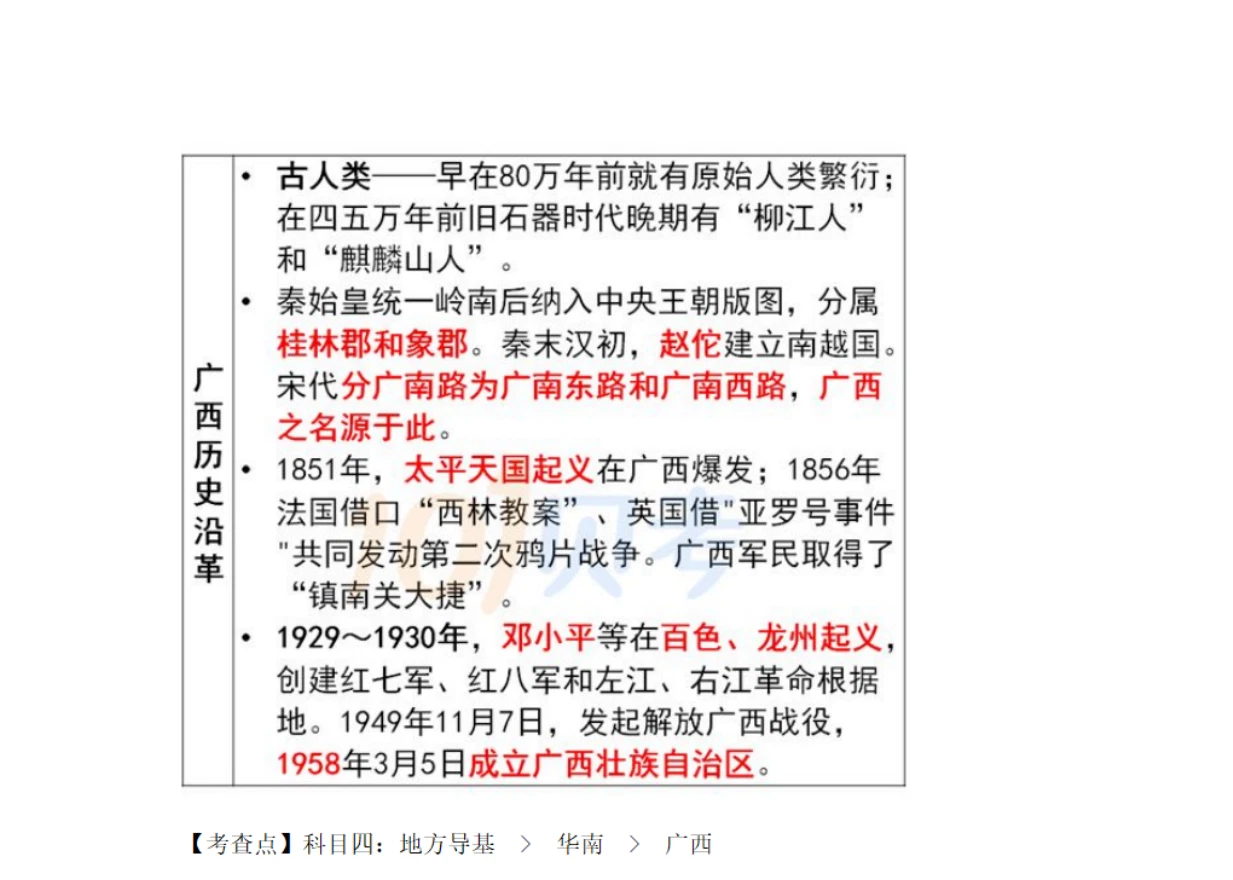 广西历史沿革
• 古人类——早在80万年前就有原始人类繁衍；
在四五万年前旧石器时代晚期有“柳江人”
和“麒麟山人”。
• 秦始皇统一岭南后纳入中央王朝版图，分属
桂林郡和象郡。秦末汉初，赵佗建立南越国。
宋代分广南路为广南东路和广南西路，广西
之名源于此。
• 1851年，太平天国起义在广西爆发；1856年
法国借口“西林教案”、英国借"亚罗号事件
"共同发动第二次鸦片战争。广西军民取得了
“镇南关大捷”。
• 1929～1930年，邓小平等在百色、龙州起义，
创建红七军、红八军和左江、右江革命根据
地。1949年11月7日，发起解放广西战役，
1958年3月5日成立广西壮族自治区。
101贝考
【考查点】科目四：地方导基 > 华南 > 广西